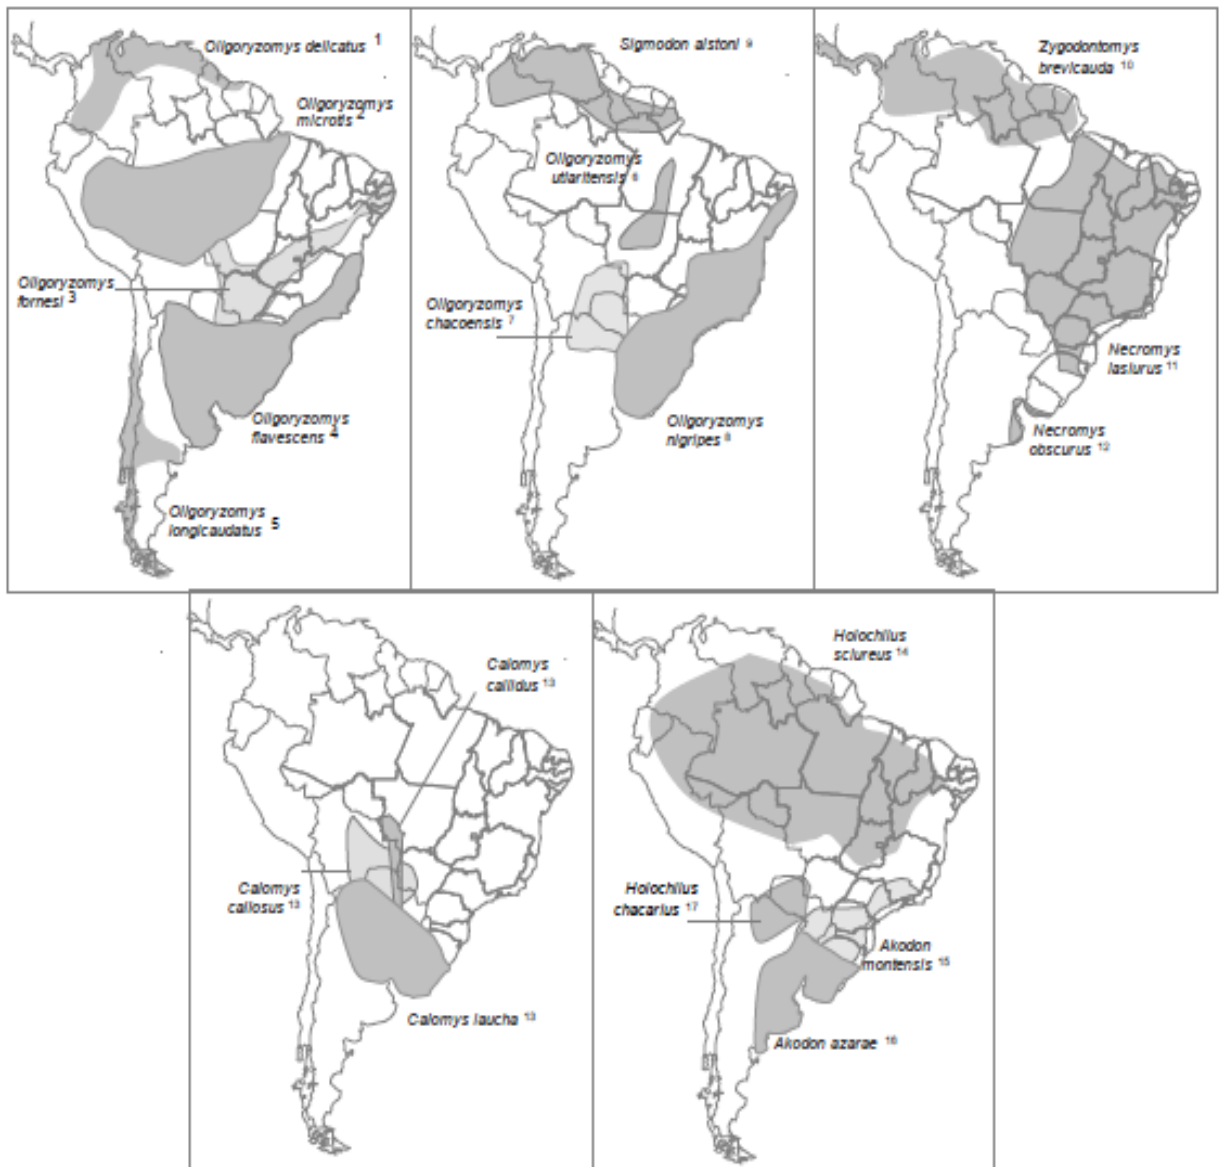 Oligoryzomys delicatus 1
Oligoryzomys
microtis 2
Oligoryzomys
fornesi 3
Oligoryzomys
flavescens 4
Oligoryzomys
longicaudatus 5
Sigmodon alstoni 9
Oligoryzomys
utiaritensis 6
Oligoryzomys
chacoensis 7
Oligoryzomys
nigripes 8
Zygodontomys
brevicauda 10
Necromys
lasiurus 11
Necromys
obscurus 12
Calomys
callidus 13
Calomys
callosus 13
Calomys laucha 13
Holochilus
sciureus 14
Holochilus
chacarius 17
Akodon
montensis 15
Akodon azarae 16